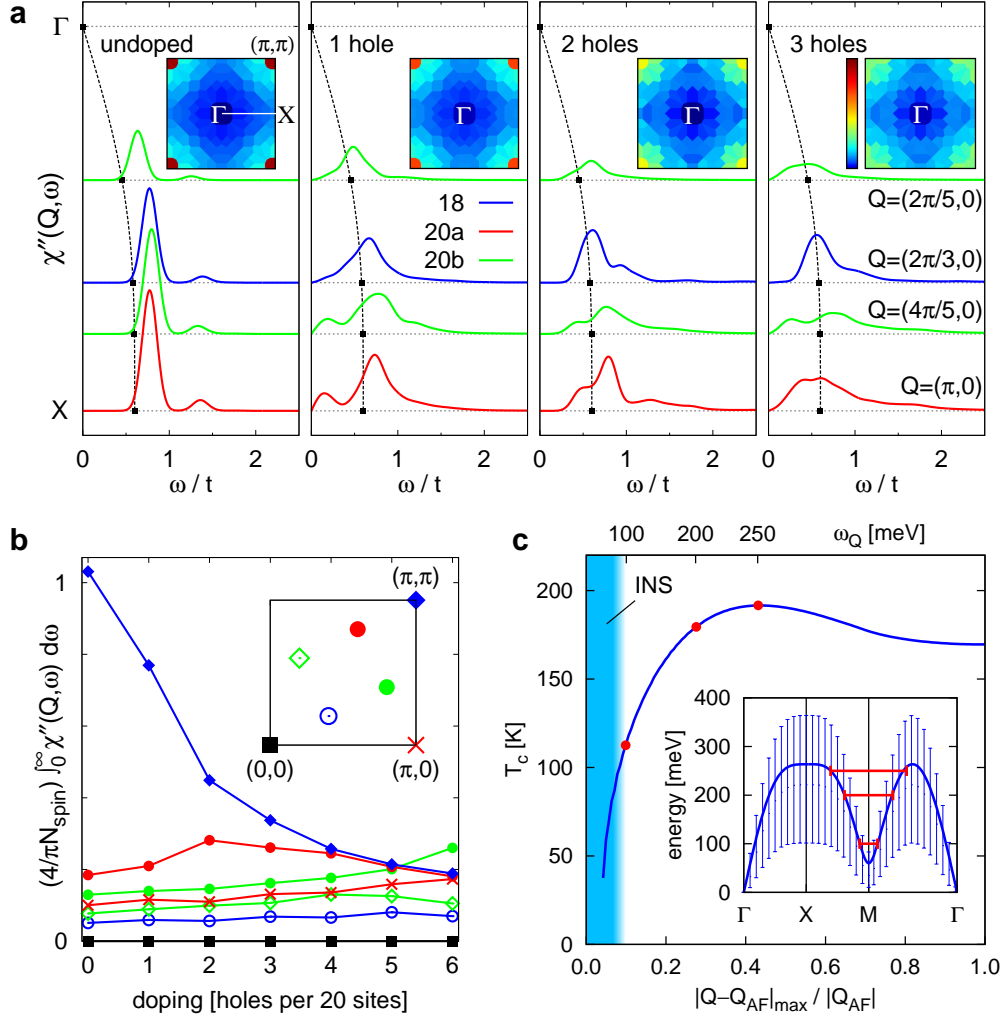 a
Γ
undoped
(π,π)
1 hole
2 holes
3 holes
Γ
X
Γ
Γ
Γ
χ″(Q,ω)
18
20a
20b
Q=(2π/5,0)
Q=(2π/3,0)
Q=(4π/5,0)
Q=(π,0)
X
0 1 2
0 1 2
0 1 2
0 1 2
ω / t
ω / t
ω / t
ω / t
b
(4/πN_spin) ∫₀^∞ χ″(Q,ω) dω
1
0
(π,π)
(0,0)
(π,0)
0 1 2 3 4 5 6
doping [holes per 20 sites]
c
100 200 250
ω_Q [meV]
INS
T_c [K]
200
150
100
50
0
energy [meV]
400
300
200
100
0
Γ X M Γ
0.0 0.2 0.4 0.6 0.8 1.0
|Q−Q_AF|_max / |Q_AF|